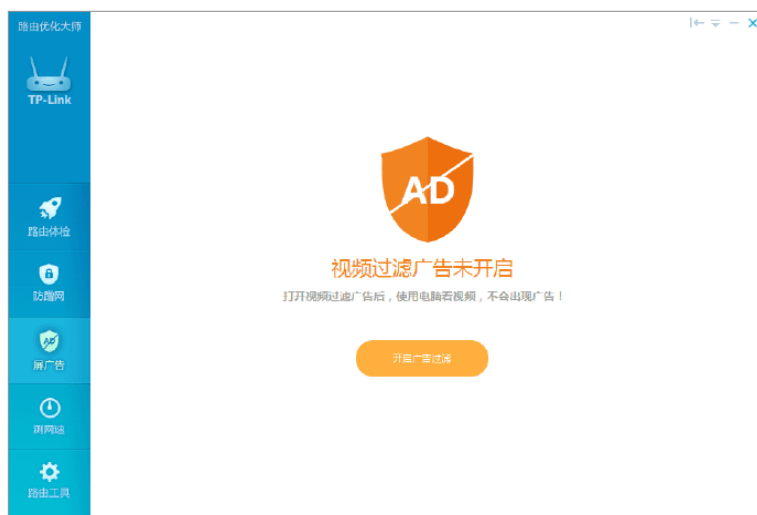 路由优化大师
TP-Link
路由体检
防蹭网
屏广告
测网速
路由工具
AD
视频过滤广告未开启
打开视频过滤广告后，使用电脑看视频，不会出现广告！
开启广告过滤
AD